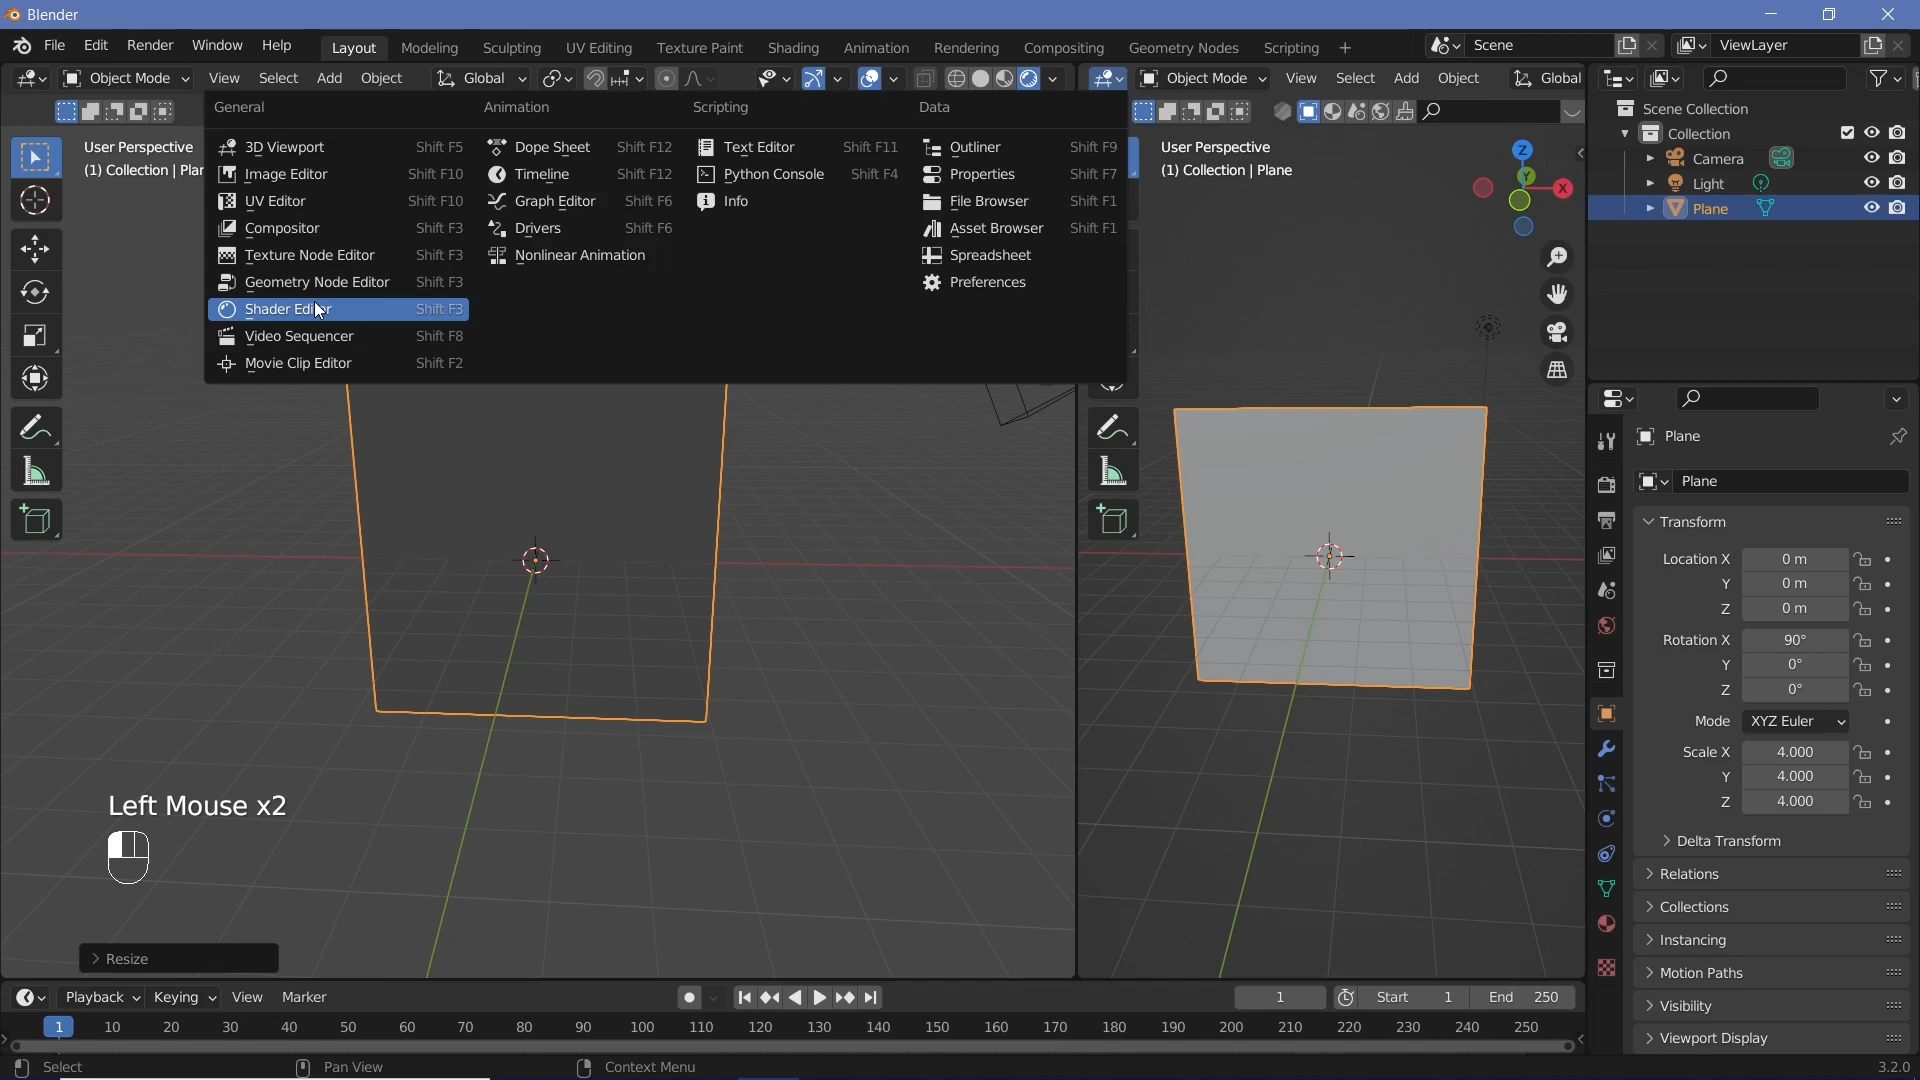 Blender
File Edit Render Window Help Layout Modeling Sculpting UV Editing Texture Paint Shading Animation Rendering Compositing Geometry Nodes Scripting + Scene ViewLayer
Object Mode View Select Add Object Global Object Mode View Select Add Object Global
General Animation Scripting Data
3D Viewport Shift F5 Dope Sheet Shift F12 Text Editor Shift F11 Outliner Shift F9
Image Editor Shift F10 Timeline Shift F12 Python Console Shift F4 Properties Shift F7
UV Editor Shift F10 Graph Editor Shift F6 Info File Browser Shift F1
Compositor Shift F3 Drivers Shift F6 Asset Browser Shift F1
Texture Node Editor Shift F3 Nonlinear Animation Spreadsheet
Geometry Node Editor Shift F3 Preferences
Shader Editor Shift F3
Video Sequencer Shift F8
Movie Clip Editor Shift F2
User Perspective
(1) Collection | Plan
User Perspective
(1) Collection | Plane
Z
Y
X
Scene Collection
Collection
Camera
Light
Plane
Plane
Plane
Transform
Location X 0 m
Y 0 m
Z 0 m
Rotation X 90°
Y 0°
Z 0°
Mode XYZ Euler
Scale X 4.000
Y 4.000
Z 4.000
Delta Transform
Relations
Collections
Instancing
Motion Paths
Visibility
Viewport Display
Left Mouse x2
Resize
Playback Keying View Marker 1 Start 1 End 250
1 10 20 30 40 50 60 70 80 90 100 110 120 130 140 150 160 170 180 190 200 210 220 230 240 250
Select Pan View Context Menu 3.2.0